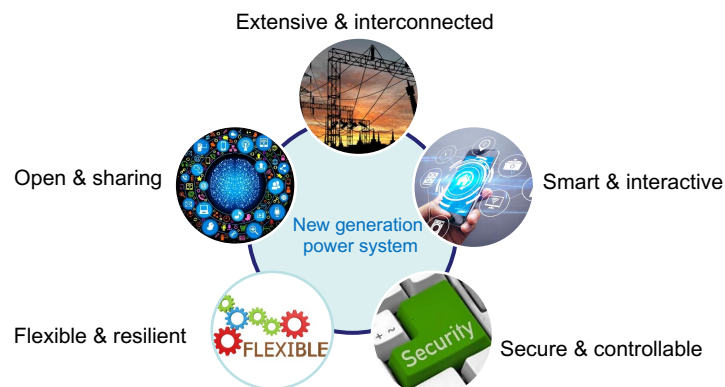 Extensive & interconnected
Open & sharing
Smart & interactive
New generation
power system
Flexible & resilient
FLEXIBLE
Security
Secure & controllable